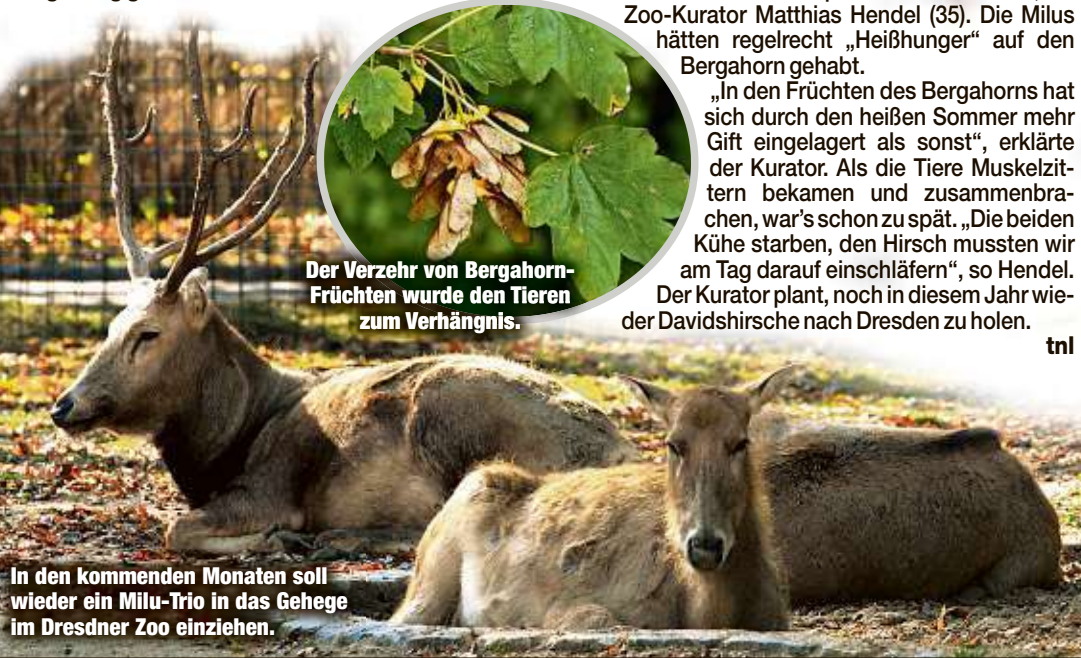 Zoo-Kurator Matthias Hendel (35). Die Milus
hätten regelrecht „Heißhunger“ auf den
Bergahorn gehabt.
„In den Früchten des Bergahorns hat
sich durch den heißen Sommer mehr
Gift eingelagert als sonst“, erklärte
der Kurator. Als die Tiere Muskelzit-
tern bekamen und zusammenbra-
chen, war’s schon zu spät. „Die beiden
Kühe starben, den Hirsch mussten wir
am Tag darauf einschläfern“, so Hendel.
Der Kurator plant, noch in diesem Jahr wie-
der Davidshirsche nach Dresden zu holen.
tnl
Der Verzehr von Bergahorn-
Früchten wurde den Tieren
zum Verhängnis.
In den kommenden Monaten soll
wieder ein Milu-Trio in das Gehege
im Dresdner Zoo einziehen.